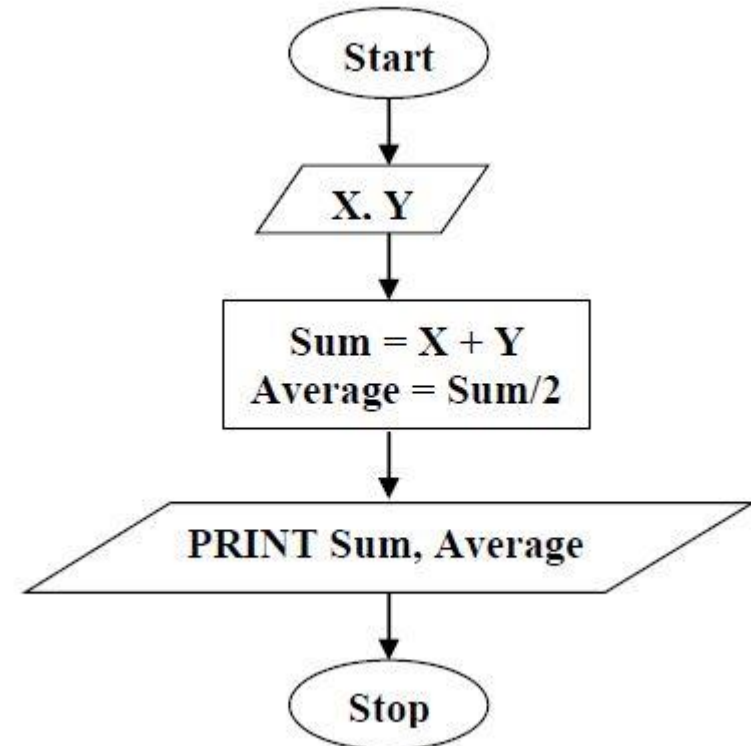 Start
X. Y
Sum = X + Y
Average = Sum/2
PRINT Sum, Average
Stop